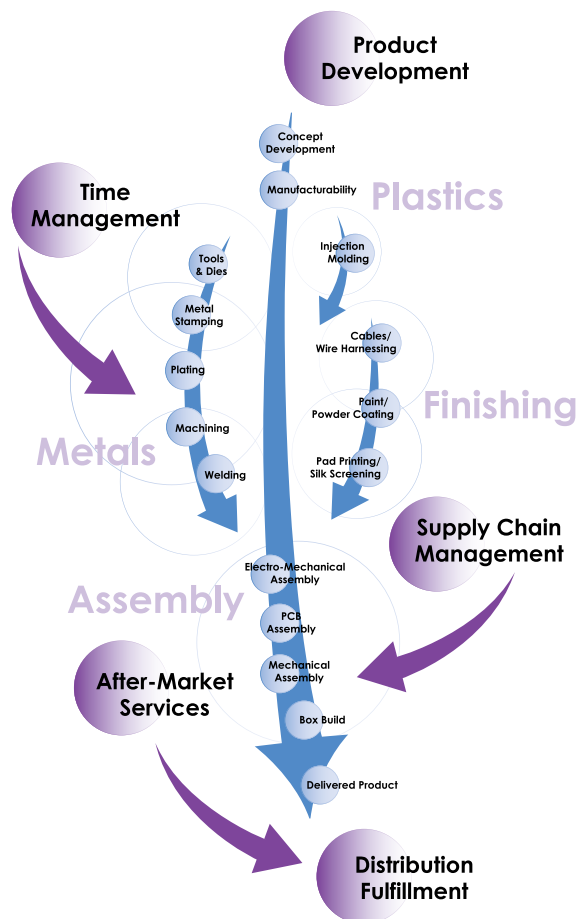 Product
Development
Concept
Development
Manufacturability
Time
Management
Plastics
Tools
& Dies
Injection
Molding
Metal
Stamping
Cables/
Wire Harnessing
Plating
Paint/
Powder Coating
Finishing
Machining
Metals
Pad Printing/
Silk Screening
Welding
Supply Chain
Management
Electro-Mechanical
Assembly
Assembly
PCB
Assembly
Mechanical
Assembly
After-Market
Services
Box Build
Delivered Product
Distribution
Fulfillment